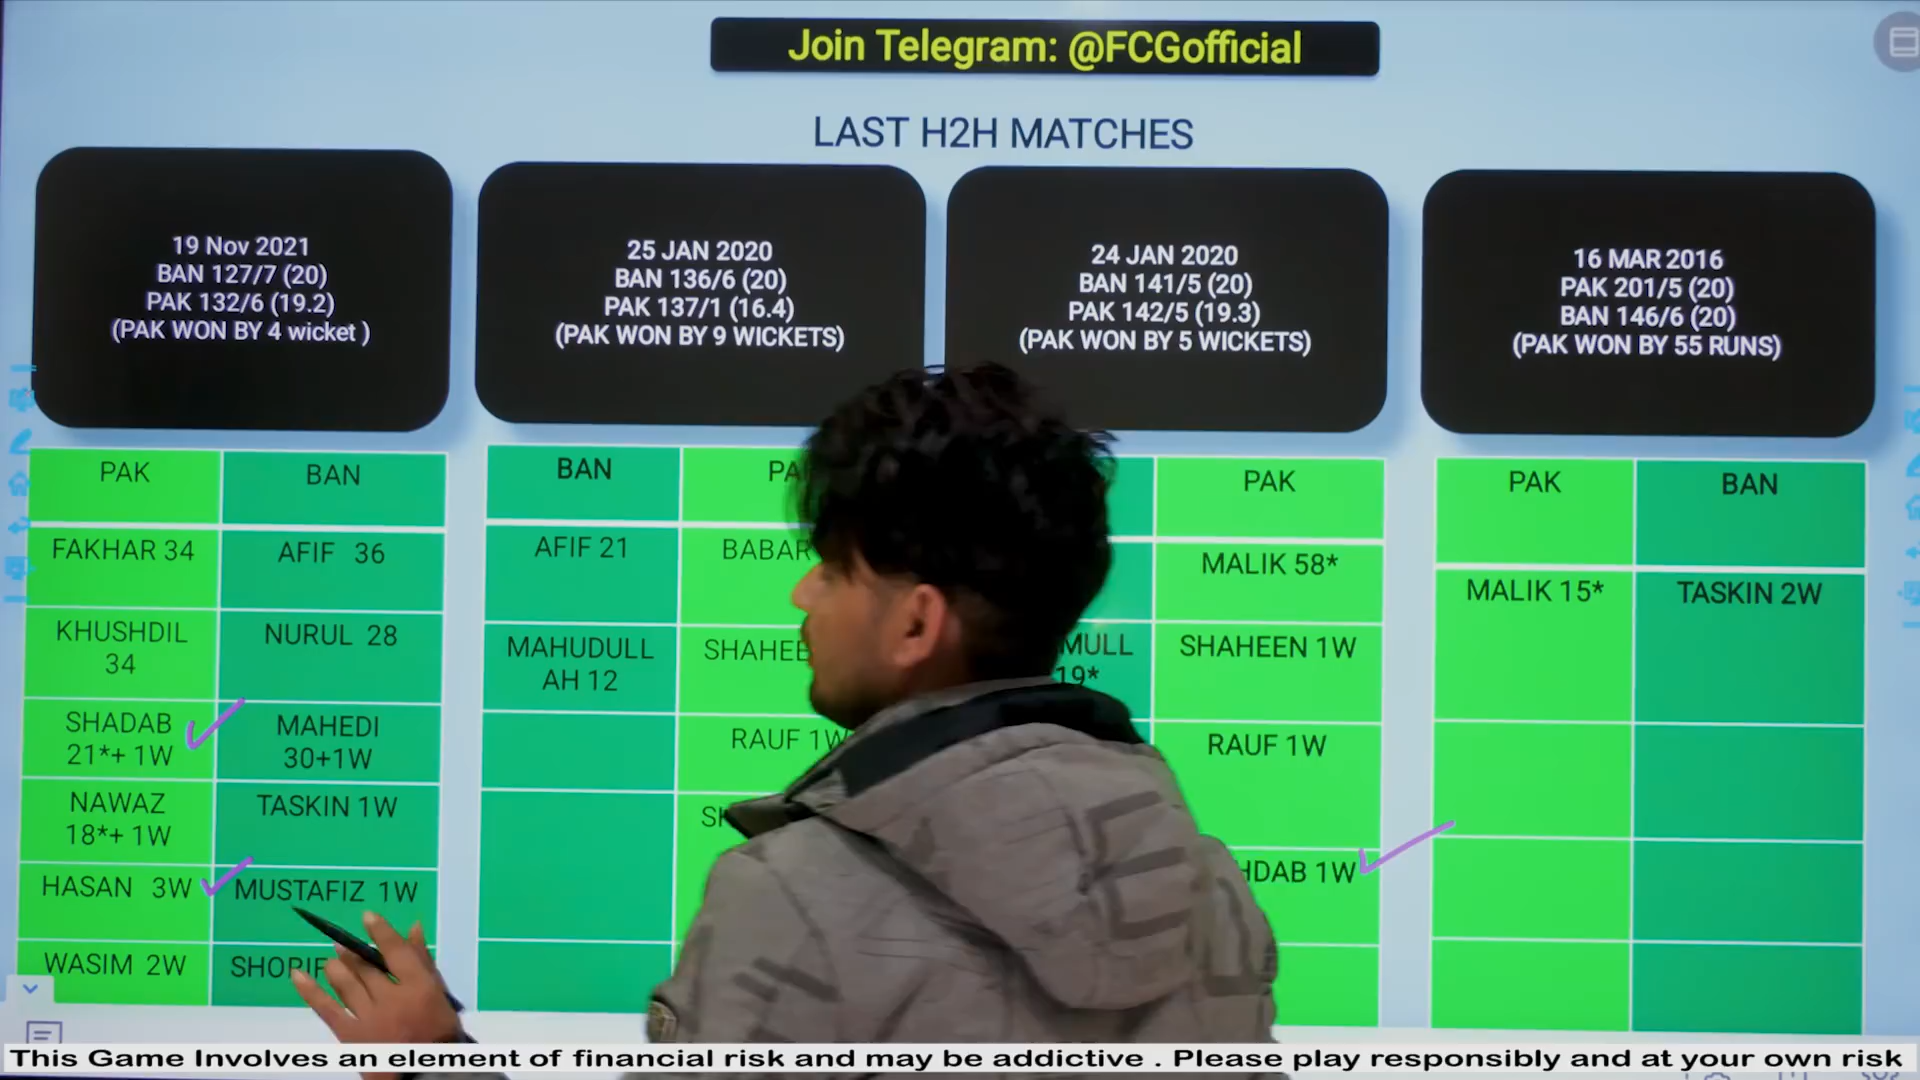 Join Telegram: @FCGofficial
LAST H2H MATCHES
19 Nov 2021
BAN 127/7 (20)
PAK 132/6 (19.2)
(PAK WON BY 4 wicket )
25 JAN 2020
BAN 136/6 (20)
PAK 137/1 (16.4)
(PAK WON BY 9 WICKETS)
24 JAN 2020
BAN 141/5 (20)
PAK 142/5 (19.3)
(PAK WON BY 5 WICKETS)
16 MAR 2016
PAK 201/5 (20)
BAN 146/6 (20)
(PAK WON BY 55 RUNS)
PAK BAN
FAKHAR 34 AFIF 36
KHUSHDIL
34
NURUL 28
SHADAB
21*+ 1W
MAHEDI
30+1W
NAWAZ
18*+ 1W
TASKIN 1W
HASAN 3W MUSTAFIZ 1W
WASIM 2W
BAN
AFIF 21 BABAR
MAHUDULL
AH 12
RAUF 1W
PAK
MALIK 58*
19*
SHAHEEN 1W
RAUF 1W
1W
PAK BAN
MALIK 15* TASKIN 2W
This Game Involves an element of financial risk and may be addictive . Please play responsibly and at your own risk